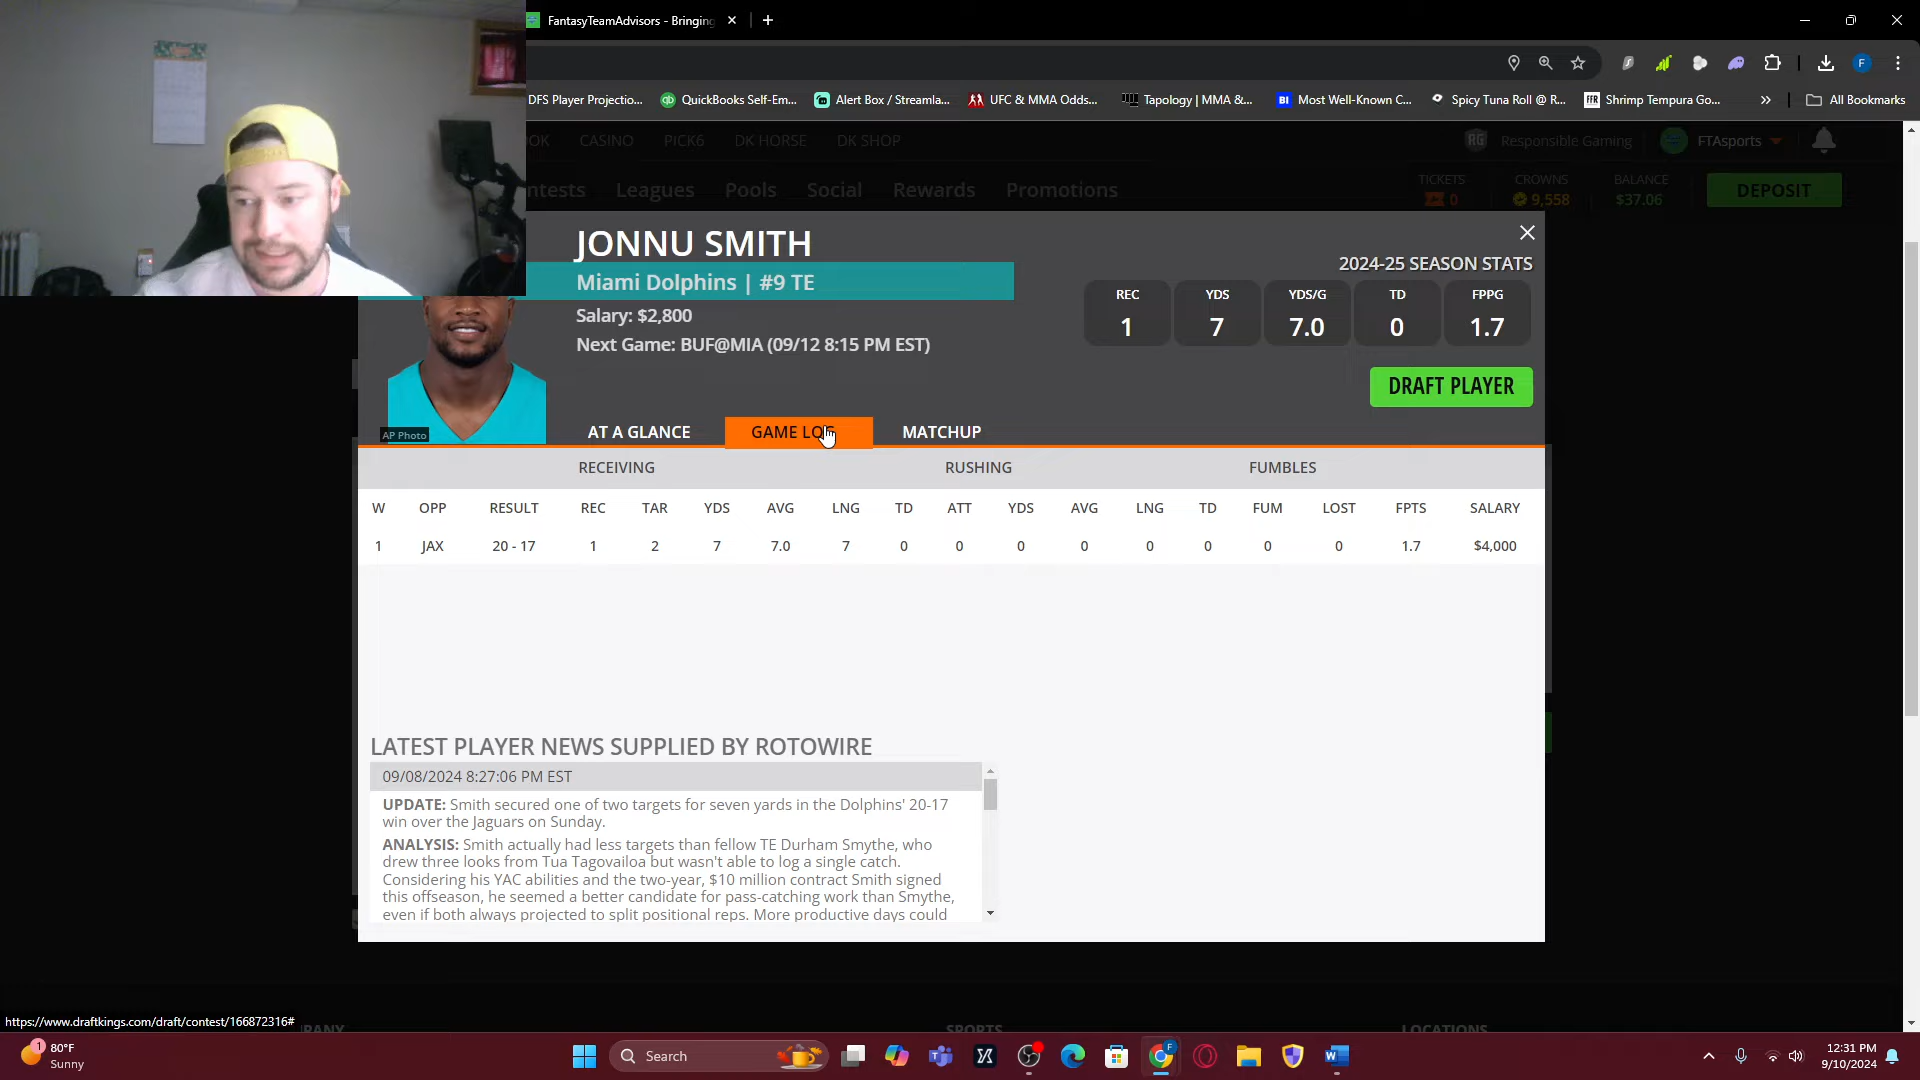 FantasyTeamAdvisors - Bringing
DFS Player Projectio...
QuickBooks Self-Em...
Alert Box / Streamla...
UFC & MMA Odds...
Tapology | MMA &...
Most Well-Known C...
Spicy Tuna Roll @ R...
Shrimp Tempura Go...
All Bookmarks
OK
CASINO
PICK6
DK HORSE
DK SHOP
RG
Responsible Gaming
FTAsports
ntests
Leagues
Pools
Social
Rewards
Promotions
TICKETS
0
CROWNS
9,558
BALANCE
$37.06
DEPOSIT
JONNU SMITH
Miami Dolphins | #9 TE
Salary: $2,800
Next Game: BUF@MIA (09/12 8:15 PM EST)
2024-25 SEASON STATS
REC YDS YDS/G TD FPPG
1 7 7.0 0 1.7
DRAFT PLAYER
AP Photo
AT A GLANCE
GAME LOG
MATCHUP
RECEIVING RUSHING FUMBLES
W OPP RESULT REC TAR YDS AVG LNG TD ATT YDS AVG LNG TD FUM LOST FPTS SALARY
1 JAX 20 - 17 1 2 7 7.0 7 0 0 0 0 0 0 0 0 1.7 $4,000
LATEST PLAYER NEWS SUPPLIED BY ROTOWIRE
09/08/2024 8:27:06 PM EST
UPDATE: Smith secured one of two targets for seven yards in the Dolphins' 20-17
win over the Jaguars on Sunday.
ANALYSIS: Smith actually had less targets than fellow TE Durham Smythe, who
drew three looks from Tua Tagovailoa but wasn't able to log a single catch.
Considering his YAC abilities and the two-year, $10 million contract Smith signed
this offseason, he seemed a better candidate for pass-catching work than Smythe,
even if both always projected to split positional reps. More productive days could
https://www.draftkings.com/draft/contest/166872316#
PANY
SPORTS
LOCATIONS
1
80°F
Sunny
Search
12:31 PM
9/10/2024